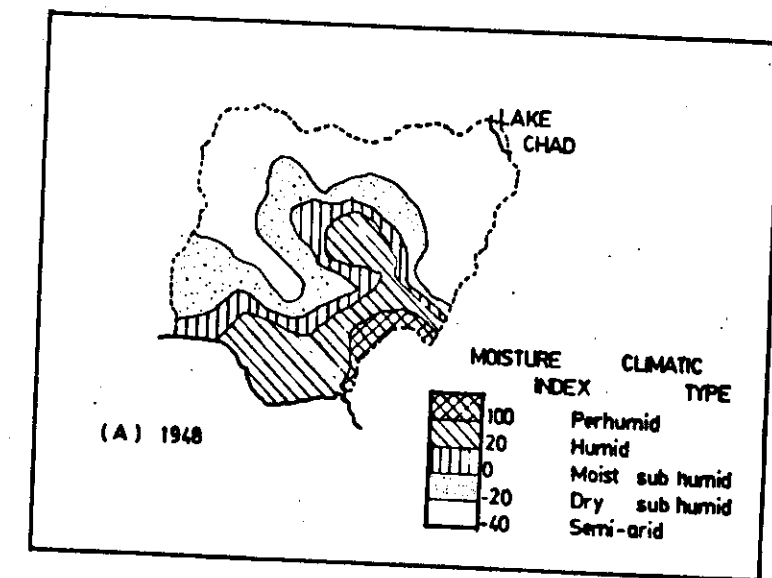 LAKE
CHAD
MOISTURE CLIMATIC
INDEX TYPE
100 Perhumid
20 Humid
0 Moist sub humid
-20 Dry sub humid
-40 Semi-arid
(A) 1948